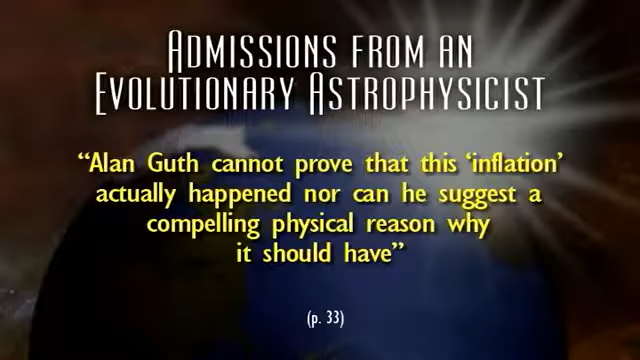 ADMISSIONS FROM AN
EVOLUTIONARY ASTROPHYSICIST
“Alan Guth cannot prove that this ‘inflation’
actually happened nor can he suggest a
compelling physical reason why
it should have”
(p. 33)